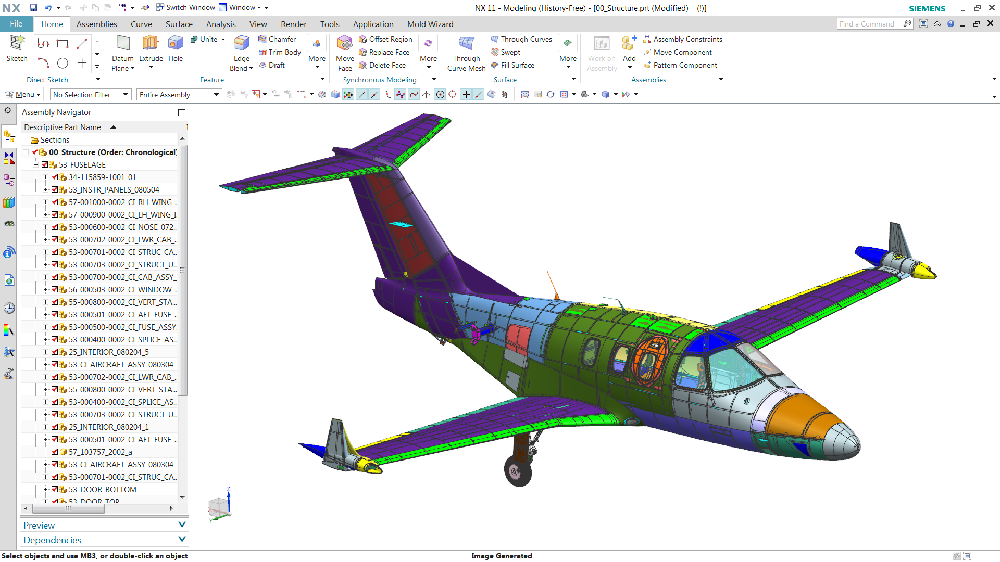 NX
Switch Window
Window
NX 11 - Modeling (History-Free) - [00_Structure.prt (Modified) (!)]
SIEMENS
File
Home
Assemblies
Curve
Surface
Analysis
View
Render
Tools
Application
Mold Wizard
Find a Command
Sketch
Direct Sketch
Datum Plane
Extrude
Hole
Unite
Edge Blend
Chamfer
Trim Body
Draft
More
Feature
Move Face
Offset Region
Replace Face
Delete Face
More
Synchronous Modeling
Through Curve Mesh
Through Curves
Swept
Fill Surface
More
Surface
Work on Assembly
Add
Assembly Constraints
Move Component
Pattern Component
Assemblies
Menu
No Selection Filter
Entire Assembly
Assembly Navigator
Descriptive Part Name
Sections
00_Structure (Order: Chronological)
53-FUSELAGE
34-115859-1001_01
53_INSTR_PANELS_080504
57-001000-0002_CI_RH_WING_..
57-000900-0002_CI_LH_WING_I.
53-000600-0002_CI_NOSE_072...
53-000702-0002_CI_LWR_CAB_..
53-000701-0002_CI_STRUC_CA...
53-000703-0002_CI_STRUCT_U...
53-000700-0002_CI_CAB_ASSY_
56-000503-0002_CI_WINDOW_..
55-000800-0002_CI_VERT_STA...
53-000501-0002_CI_AFT_FUSE_..
53-000500-0002_CI_FUSE_ASSY.
53-000400-0002_CI_SPLICE_AS...
25_INTERIOR_080204_5
53_CI_AIRCRAFT_ASSY_080304_
53-000702-0002_CI_LWR_CAB_..
55-000800-0002_CI_VERT_STA...
53-000400-0002_CI_SPLICE_AS...
53-000703-0002_CI_STRUCT_U...
25_INTERIOR_080204_1
53-000501-0002_CI_AFT_FUSE_..
57_103757_2002_a
53_CI_AIRCRAFT_ASSY_080304
53-000701-0002_CI_STRUC_CA...
53_DOOR_BOTTOM
53_DOOR_TOP
Preview
Dependencies
Z
X
Y
Select objects and use MB3, or double-click an object
Image Generated